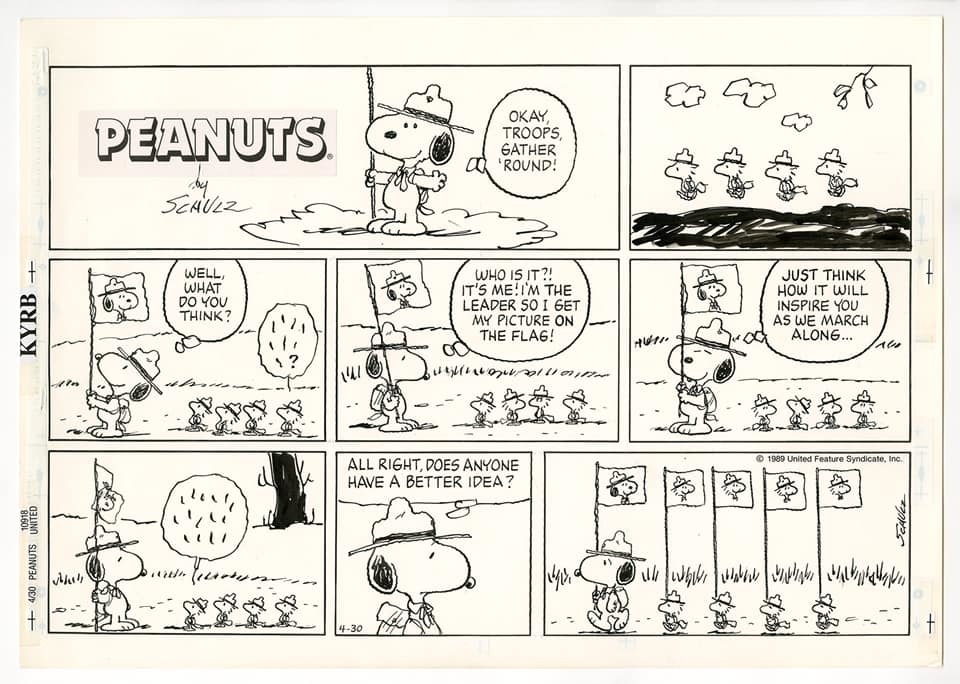 PEANUTS®
by
SCHULZ
OKAY,
TROOPS,
GATHER
'ROUND!
WELL,
WHAT
DO YOU
THINK?
?
WHO IS IT?!
IT'S ME! I'M THE
LEADER SO I GET
MY PICTURE ON
THE FLAG!
JUST THINK
HOW IT WILL
INSPIRE YOU
AS WE MARCH
ALONG...
ALL RIGHT, DOES ANYONE
HAVE A BETTER IDEA?
4-30
© 1989 United Feature Syndicate, Inc.
SCHULZ
KYRB
10918
4/30 PEANUTS UNITED